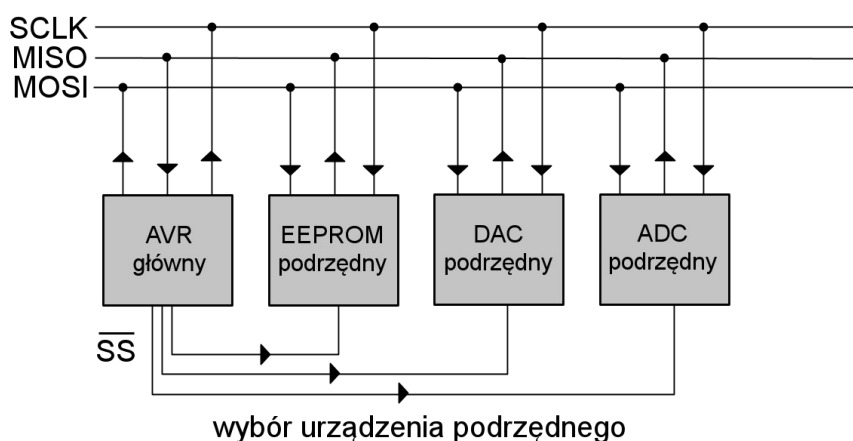 SCLK
MISO
MOSI
AVR
główny
EEPROM
podrzędny
DAC
podrzędny
ADC
podrzędny
SS
wybór urządzenia podrzędnego